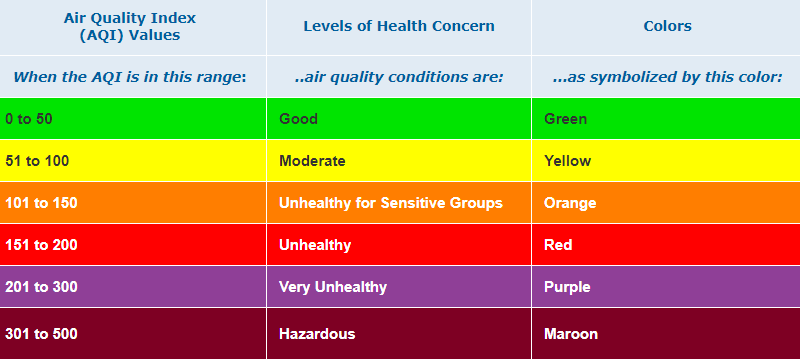 Air Quality Index
(AQI) Values
Levels of Health Concern
Colors
When the AQI is in this range:
..air quality conditions are:
...as symbolized by this color:
0 to 50
Good
Green
51 to 100
Moderate
Yellow
101 to 150
Unhealthy for Sensitive Groups
Orange
151 to 200
Unhealthy
Red
201 to 300
Very Unhealthy
Purple
301 to 500
Hazardous
Maroon